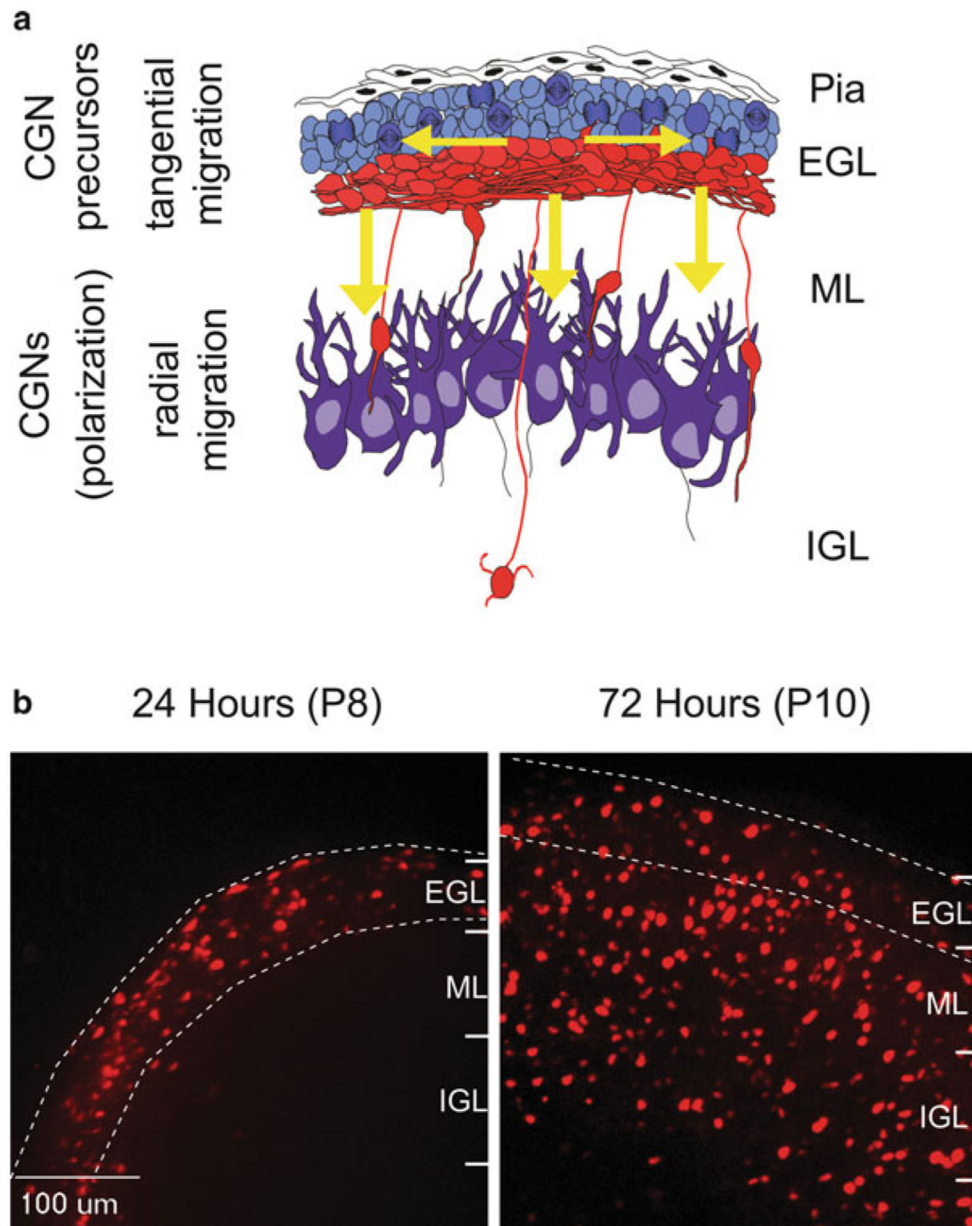 a
CGN
precursors
tangential
migration
CGNs
(polarization)
radial
migration
Pia
EGL
ML
IGL
b
24 Hours (P8)
72 Hours (P10)
EGL
ML
IGL
100 um
EGL
ML
IGL